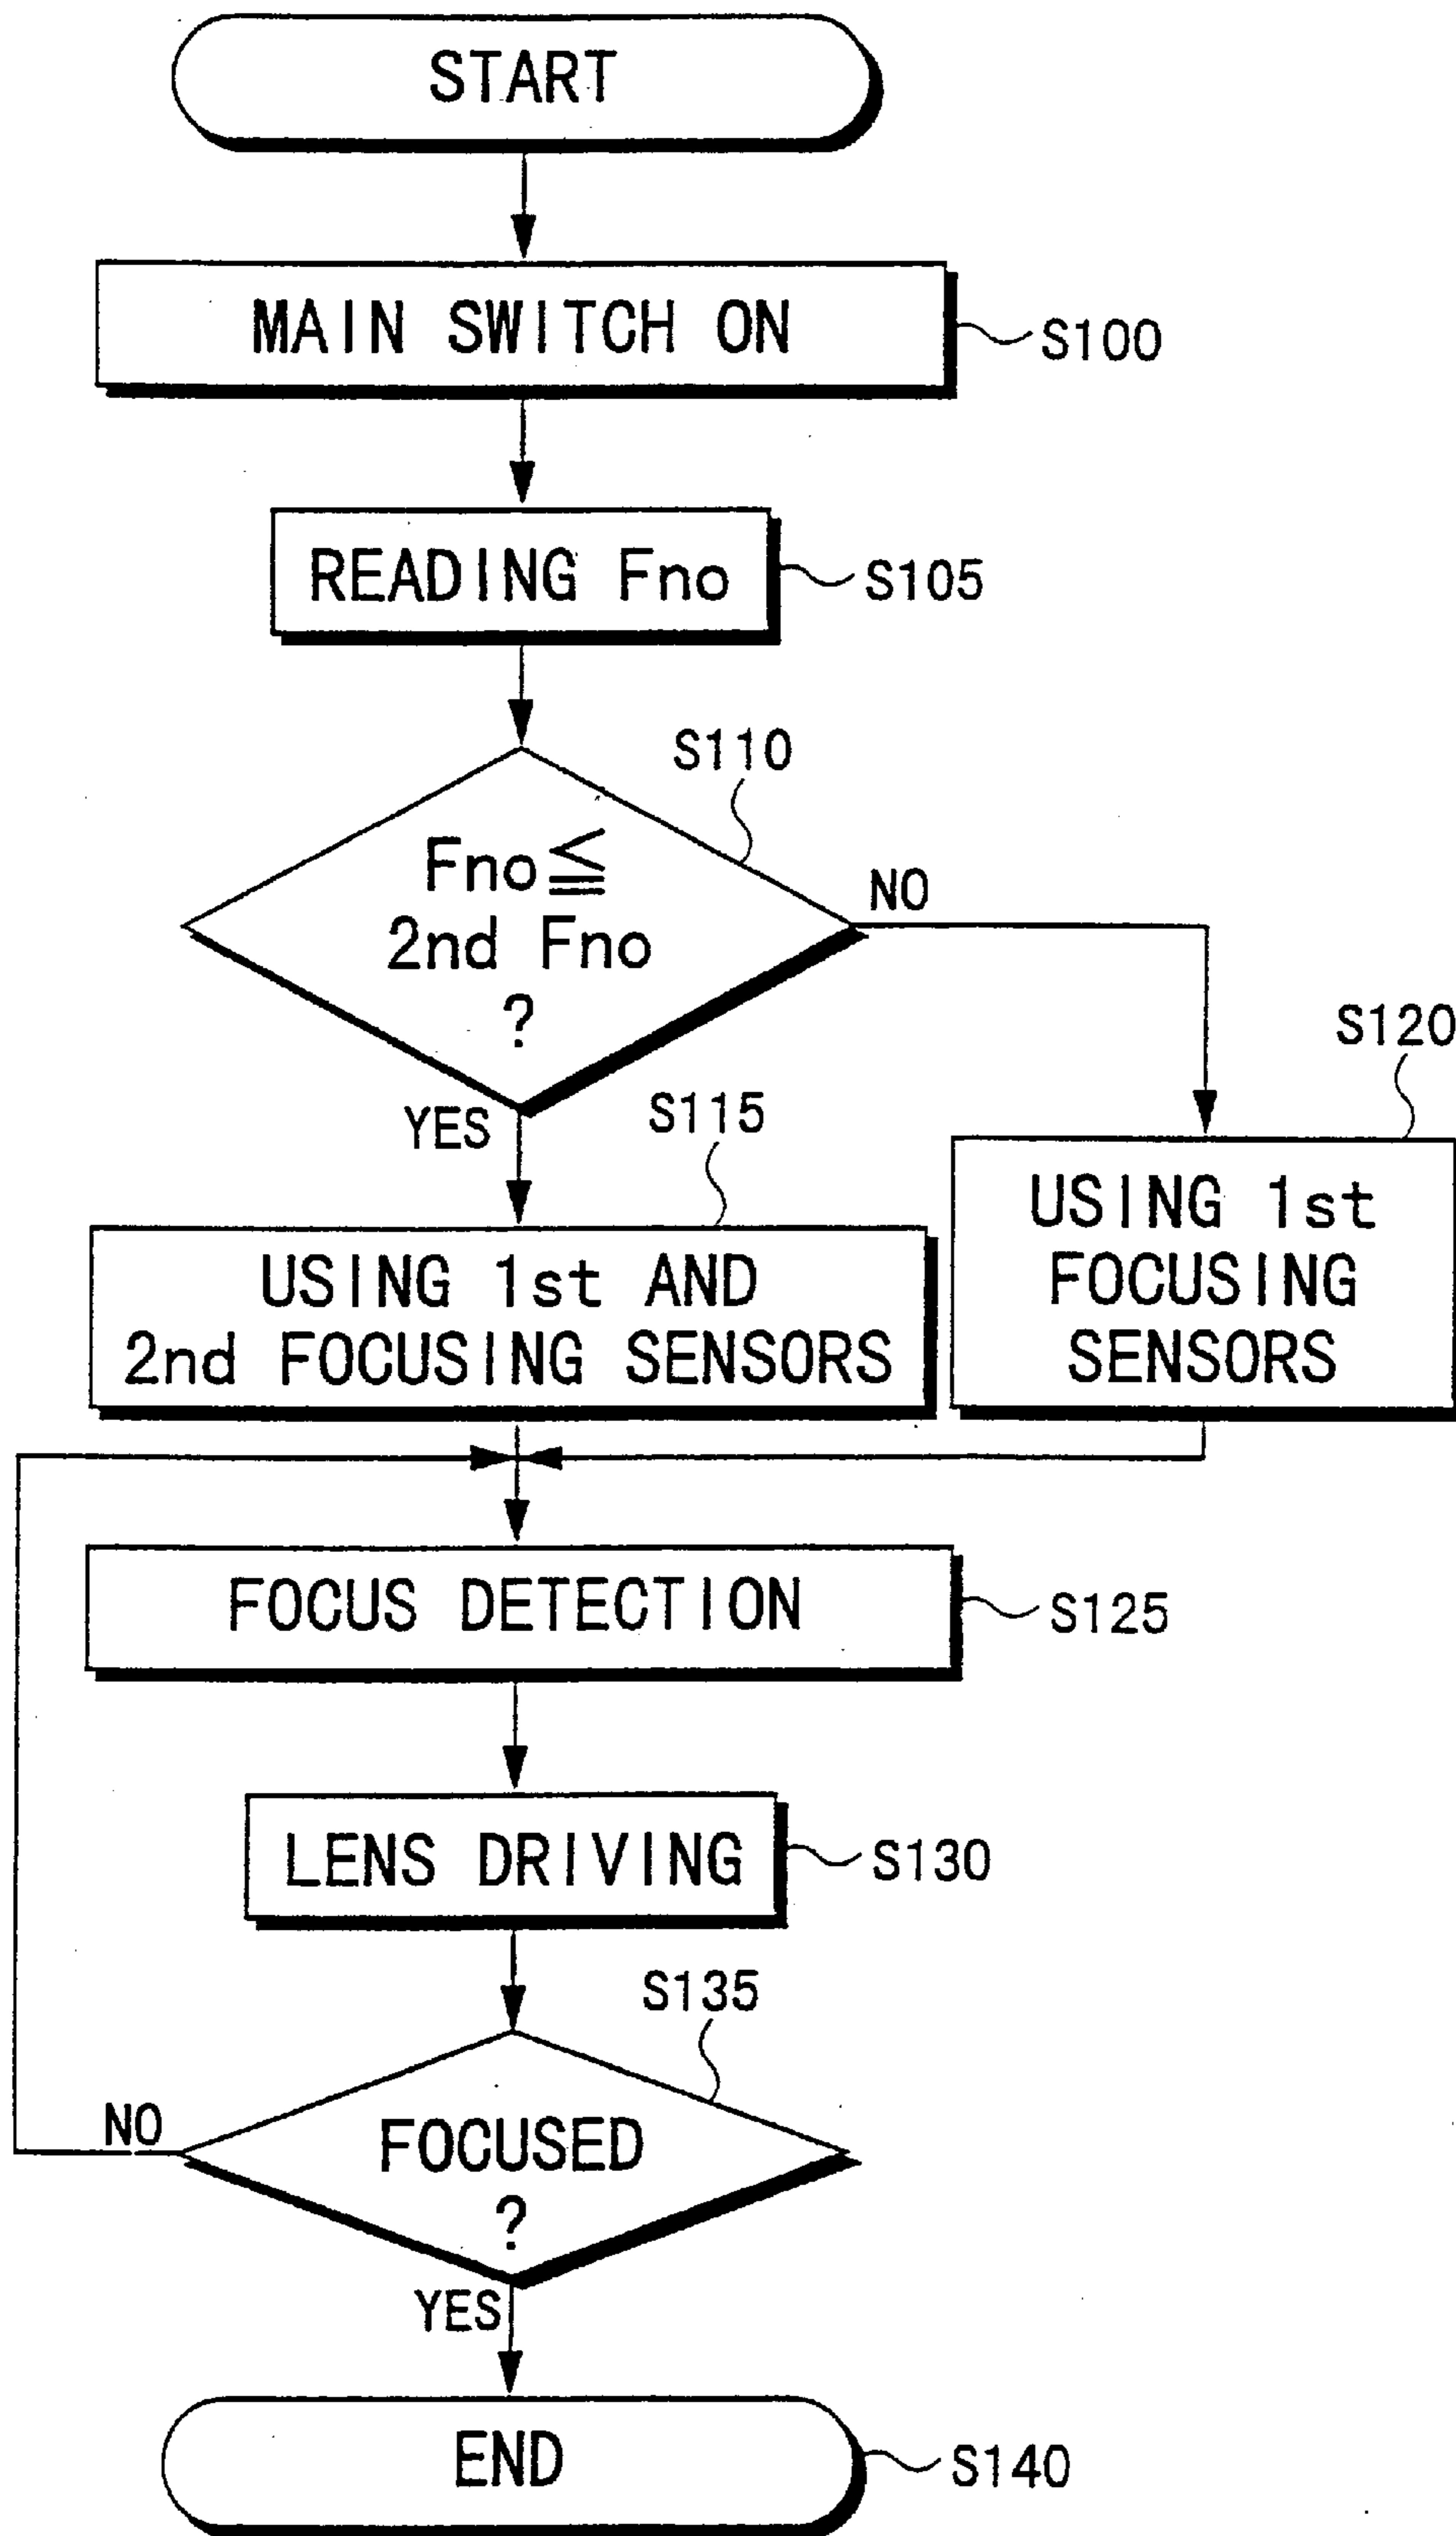 START
MAIN SWITCH ON
S100
READING Fno
S105
S110
Fno≦
2nd Fno
?
NO
YES
S115
S120
USING 1st AND
2nd FOCUSING SENSORS
USING 1st
FOCUSING
SENSORS
FOCUS DETECTION
S125
LENS DRIVING
S130
S135
FOCUSED
?
NO
YES
END
S140